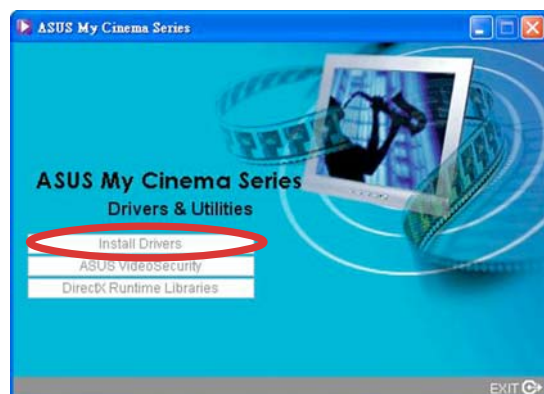 ASUS My Cinema Series
ASUS My Cinema Series
Drivers & Utilities
Install Drivers
ASUS VideoSecurity
DirectX Runtime Libraries
EXIT